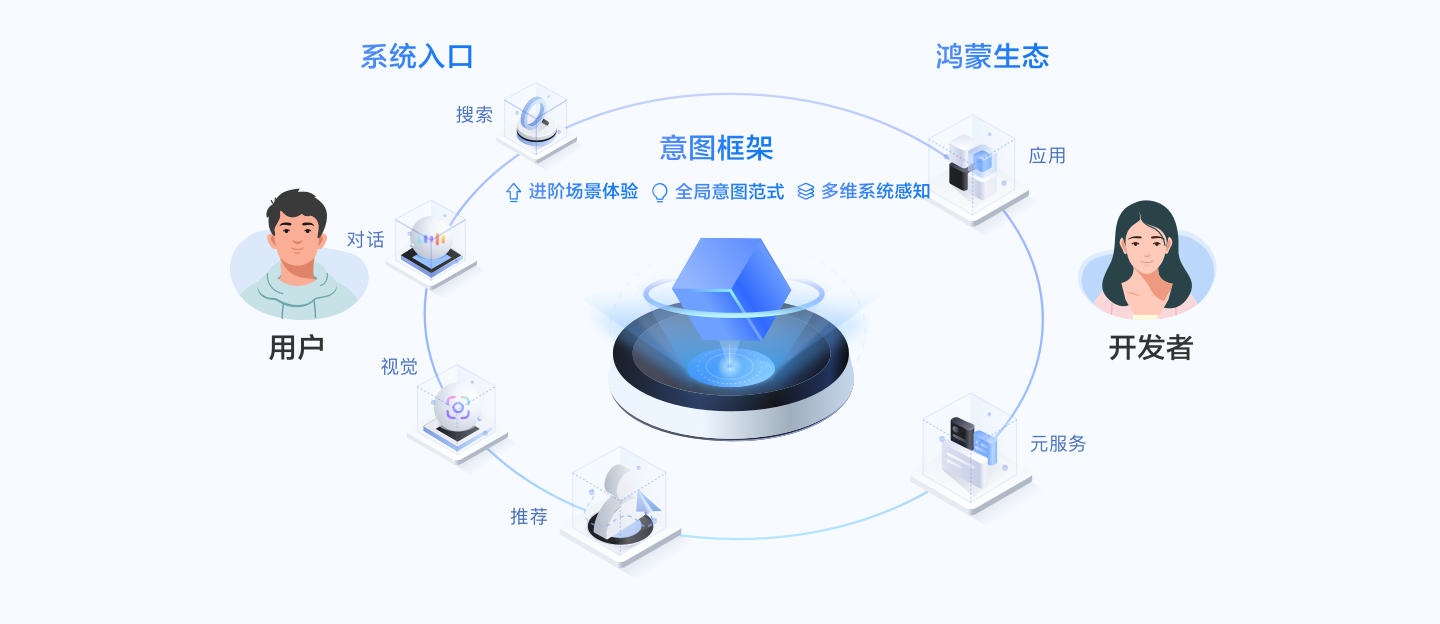 系统入口
鸿蒙生态
搜索
意图框架
应用
进阶场景体验
全局意图范式
多维系统感知
对话
用户
开发者
视觉
元服务
推荐